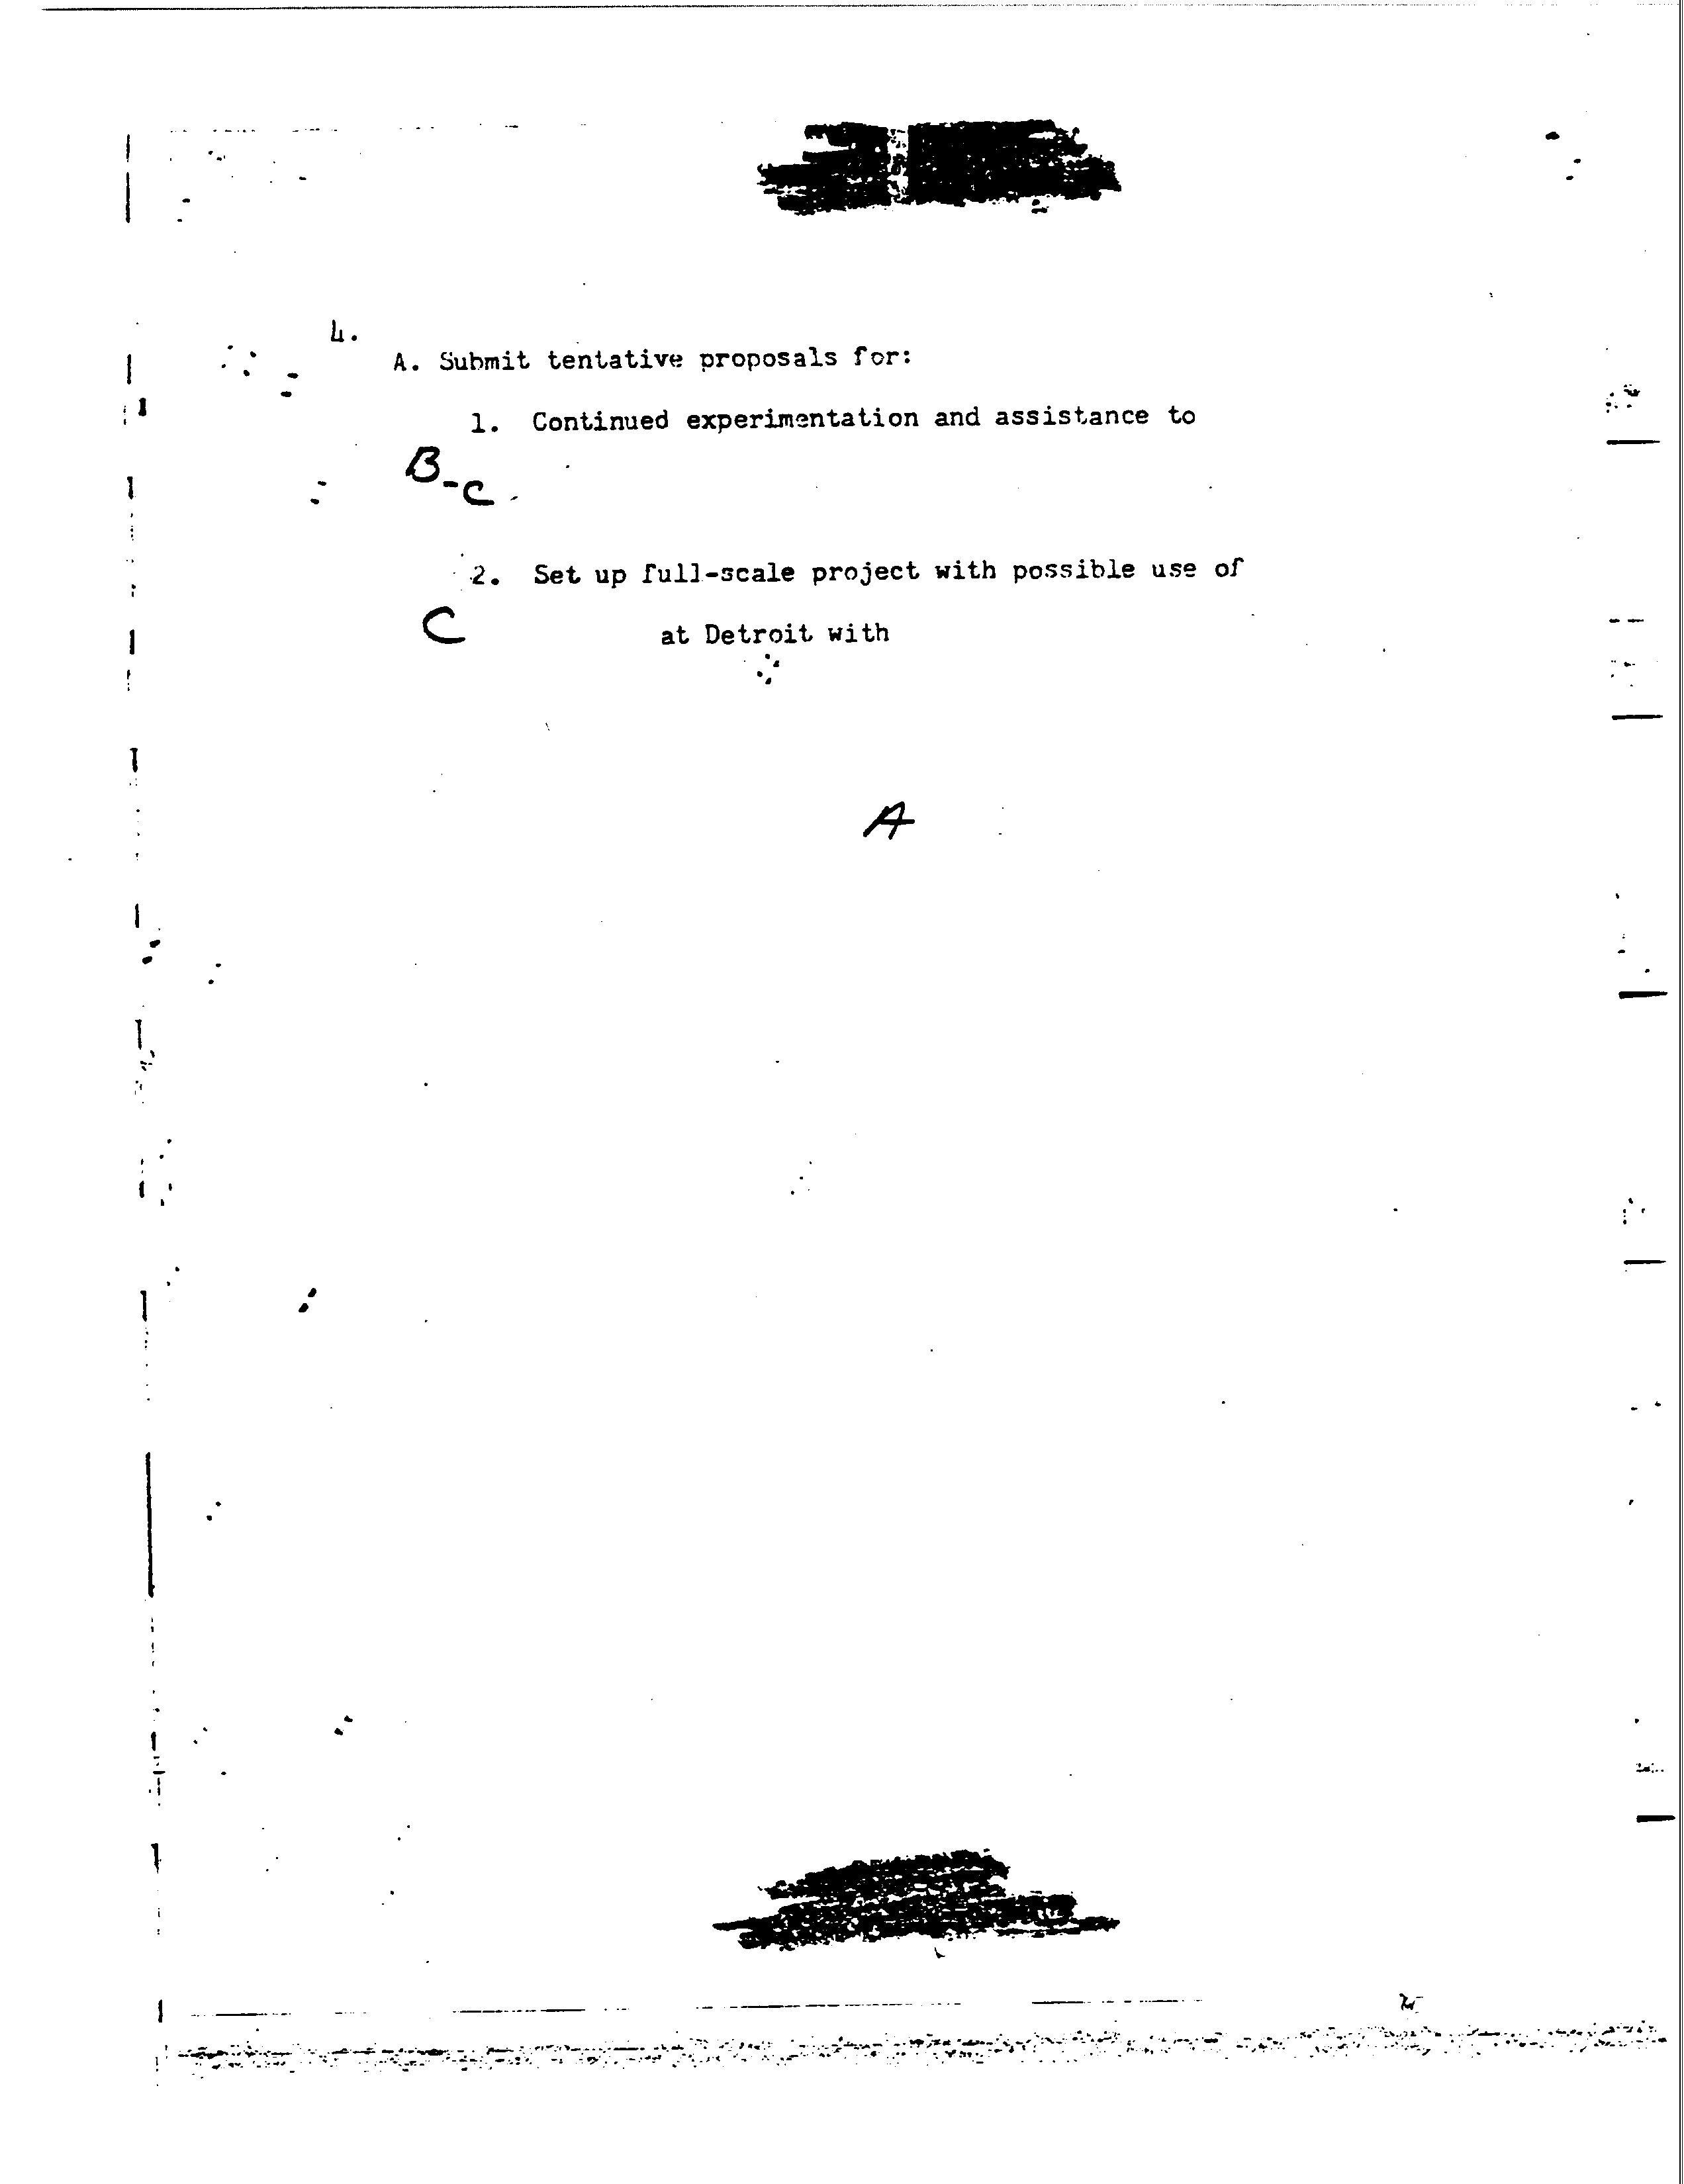 4.
A. Submit tentative proposals for:
1. Continued experimentation and assistance to
B-C
2. Set up full-scale project with possible use of
C at Detroit with
A